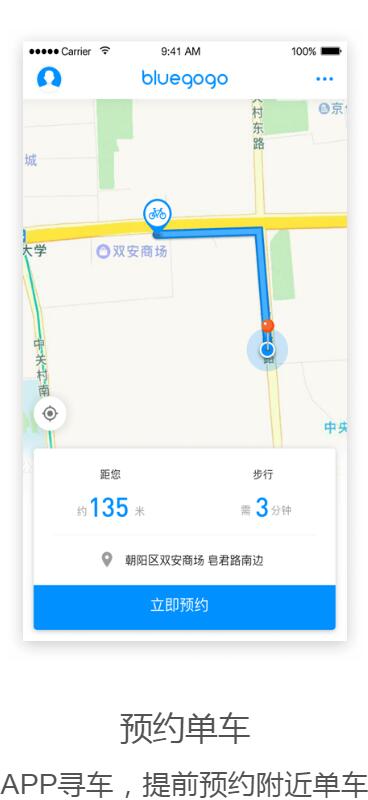 Carrier 9:41 AM 100%
bluegogo
京
城
路东
双安商场
大学
中关村南
路
中央
距您 步行
约 135 米 需 3 分钟
朝阳区双安商场 皂君路南边
立即预约
预约单车
APP寻车，提前预约附近单车